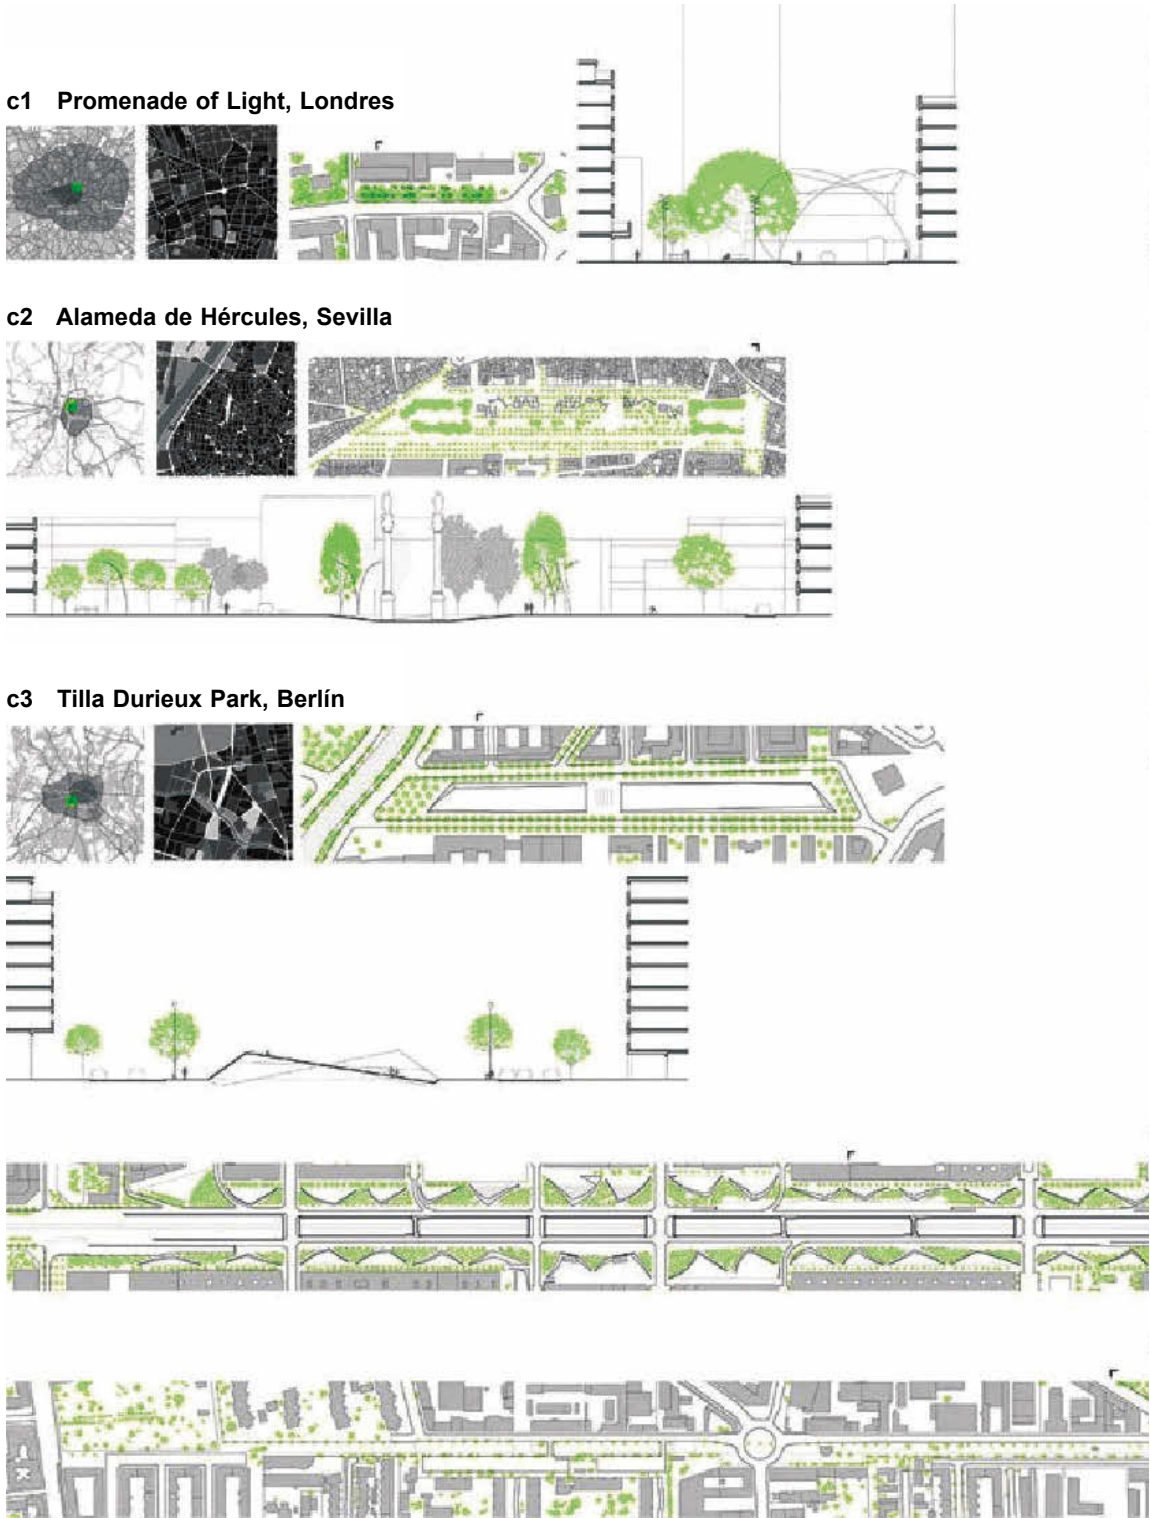 c1 Promenade of Light, Londres
c2 Alameda de Hércules, Sevilla
c3 Tilla Durieux Park, Berlín